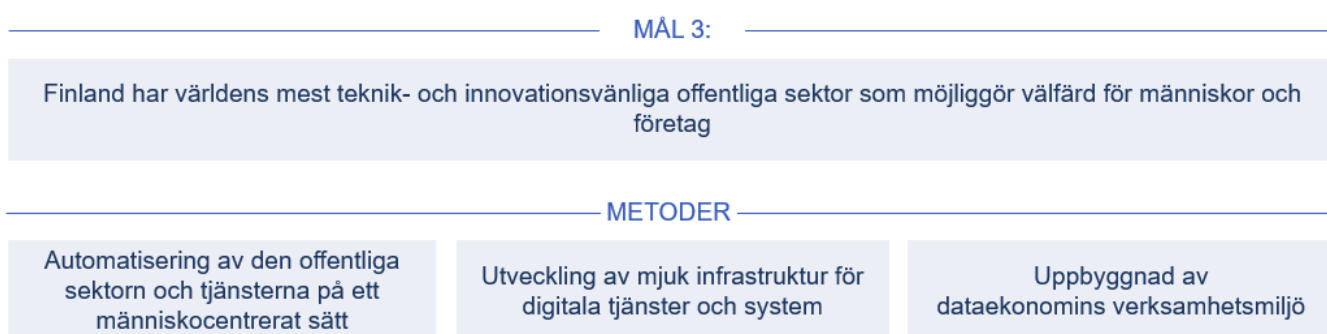 MÅL 3:
Finland har världens mest teknik- och innovationsvänliga offentliga sektor som möjliggör välfärd för människor och
företag
METODER
Automatisering av den offentliga
sektorn och tjänsterna på ett
människocentrerat sätt
Utveckling av mjuk infrastruktur för
digitala tjänster och system
Uppbyggnad av
dataekonomins verksamhetsmiljö